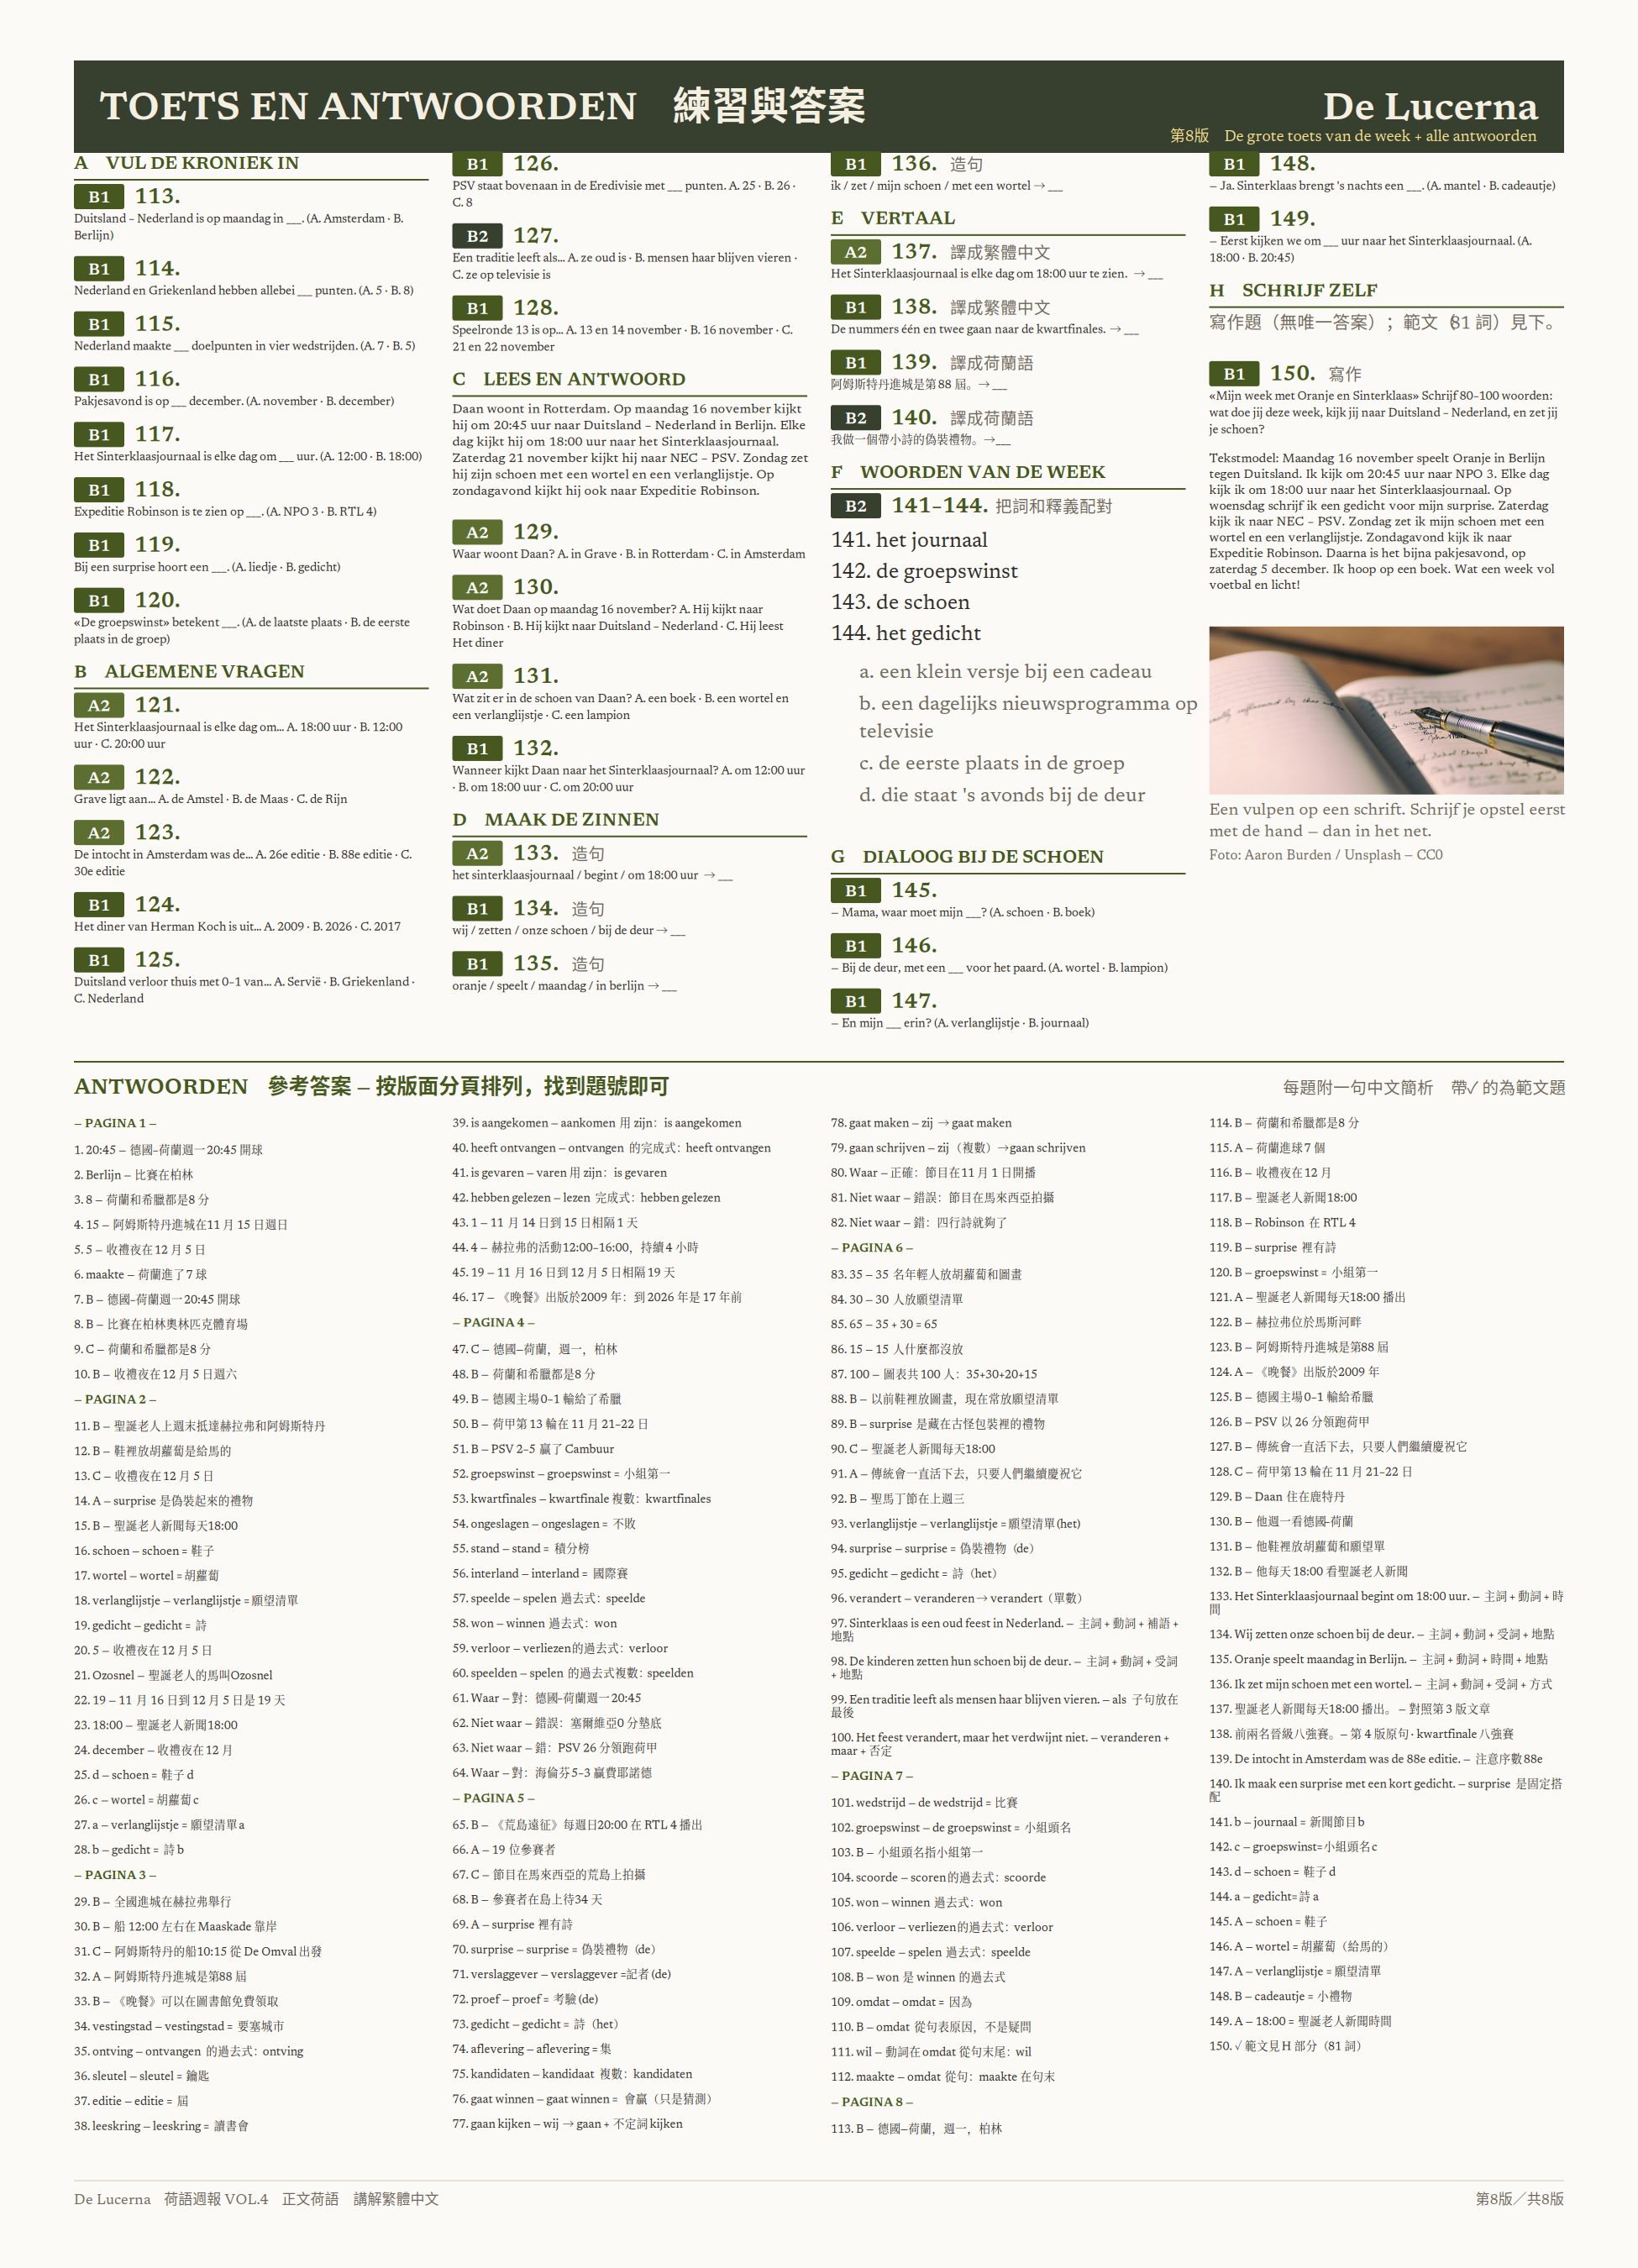 TOETS EN ANTWOORDEN 練習與答案
De Lucerna
第8版 De grote toets van de week + alle antwoorden
A VUL DE KRONIEK IN
B1 113.
Duitsland – Nederland is op maandag in ___. (A. Amsterdam · B.
Berlijn)
B1 114.
Nederland en Griekenland hebben allebei ___ punten. (A. 5 · B. 8)
B1 115.
Nederland maakte ___ doelpunten in vier wedstrijden. (A. 7 · B. 5)
B1 116.
Pakjesavond is op ___ december. (A. november · B. december)
B1 117.
Het Sinterklaasjournaal is elke dag om ___ uur. (A. 12:00 · B. 18:00)
B1 118.
Expeditie Robinson is te zien op ___. (A. NPO 3 · B. RTL 4)
B1 119.
Bij een surprise hoort een ___. (A. liedje · B. gedicht)
B1 120.
«De groepswinst» betekent ___. (A. de laatste plaats · B. de eerste
plaats in de groep)
B ALGEMENE VRAGEN
A2 121.
Het Sinterklaasjournaal is elke dag om... A. 18:00 uur · B. 12:00
uur · C. 20:00 uur
A2 122.
Grave ligt aan... A. de Amstel · B. de Maas · C. de Rijn
A2 123.
De intocht in Amsterdam was de... A. 26e editie · B. 88e editie · C.
30e editie
B1 124.
Het diner van Herman Koch is uit... A. 2009 · B. 2026 · C. 2017
B1 125.
Duitsland verloor thuis met 0–1 van... A. Servië · B. Griekenland ·
C. Nederland
B1 126.
PSV staat bovenaan in de Eredivisie met ___ punten. A. 25 · B. 26 ·
C. 8
B2 127.
Een traditie leeft als... A. ze oud is · B. mensen haar blijven vieren ·
C. ze op televisie is
B1 128.
Speelronde 13 is op... A. 13 en 14 november · B. 16 november · C.
21 en 22 november
C LEES EN ANTWOORD
Daan woont in Rotterdam. Op maandag 16 november kijkt
hij om 20:45 uur naar Duitsland – Nederland in Berlijn. Elke
dag kijkt hij om 18:00 uur naar het Sinterklaasjournaal.
Zaterdag 21 november kijkt hij naar NEC – PSV. Zondag zet
hij zijn schoen met een wortel en een verlanglijstje. Op
zondagavond kijkt hij ook naar Expeditie Robinson.
A2 129.
Waar woont Daan? A. in Grave · B. in Rotterdam · C. in Amsterdam
A2 130.
Wat doet Daan op maandag 16 november? A. Hij kijkt naar
Robinson · B. Hij kijkt naar Duitsland – Nederland · C. Hij leest
Het diner
A2 131.
Wat zit er in de schoen van Daan? A. een boek · B. een wortel en
een verlanglijstje · C. een lampion
B1 132.
Wanneer kijkt Daan naar het Sinterklaasjournaal? A. om 12:00 uur
· B. om 18:00 uur · C. om 20:00 uur
D MAAK DE ZINNEN
A2 133. 造句
het sinterklaasjournaal / begint / om 18:00 uur → ___
B1 134. 造句
wij / zetten / onze schoen / bij de deur → ___
B1 135. 造句
oranje / speelt / maandag / in berlijn → ___
B1 136. 造句
ik / zet / mijn schoen / met een wortel → ___
E VERTAAL
A2 137. 譯成繁體中文
Het Sinterklaasjournaal is elke dag om 18:00 uur te zien. → ___
B1 138. 譯成繁體中文
De nummers één en twee gaan naar de kwartfinales. → ___
B1 139. 譯成荷蘭語
阿姆斯特丹進城是第 88 屆。→ ___
B2 140. 譯成荷蘭語
我做一個帶小詩的偽裝禮物。→ ___
F WOORDEN VAN DE WEEK
B2 141–144. 把詞和釋義配對
141. het journaal
142. de groepswinst
143. de schoen
144. het gedicht
a. een klein versje bij een cadeau
b. een dagelijks nieuwsprogramma op
televisie
c. de eerste plaats in de groep
d. die staat 's avonds bij de deur
G DIALOOG BIJ DE SCHOEN
B1 145.
– Mama, waar moet mijn ___? (A. schoen · B. boek)
B1 146.
– Bij de deur, met een ___ voor het paard. (A. wortel · B. lampion)
B1 147.
– En mijn ___ erin? (A. verlanglijstje · B. journaal)
B1 148.
– Ja. Sinterklaas brengt 's nachts een ___. (A. mantel · B. cadeautje)
B1 149.
– Eerst kijken we om ___ uur naar het Sinterklaasjournaal. (A.
18:00 · B. 20:45)
H SCHRIJF ZELF
寫作題（無唯一答案）；範文（81 詞）見下。
B1 150. 寫作
«Mijn week met Oranje en Sinterklaas» Schrijf 80–100 woorden:
wat doe jij deze week, kijk jij naar Duitsland – Nederland, en zet jij
je schoen?
Tekstmodel: Maandag 16 november speelt Oranje in Berlijn
tegen Duitsland. Ik kijk om 20:45 uur naar NPO 3. Elke dag
kijk ik om 18:00 uur naar het Sinterklaasjournaal. Op
woensdag schrijf ik een gedicht voor mijn surprise. Zaterdag
kijk ik naar NEC – PSV. Zondag zet ik mijn schoen met een
wortel en een verlanglijstje. Zondagavond kijk ik naar
Expeditie Robinson. Daarna is het bijna pakjesavond, op
zaterdag 5 december. Ik hoop op een boek. Wat een week vol
voetbal en licht!
Een vulpen op een schrift. Schrijf je opstel eerst
met de hand — dan in het net.
Foto: Aaron Burden / Unsplash — CC0
ANTWOORDEN 參考答案 — 按版面分頁排列，找到題號即可
每題附一句中文簡析 帶✓ 的為範文題
— PAGINA 1 —
1. 20:45 — 德國–荷蘭週一20:45 開球
2. Berlijn — 比賽在柏林
3. 8 — 荷蘭和希臘都是8 分
4. 15 — 阿姆斯特丹進城在11 月 15 日週日
5. 5 — 收禮夜在12 月 5 日
6. maakte — 荷蘭進了7 球
7. B — 德國–荷蘭週一20:45 開球
8. B — 比賽在柏林奧林匹克體育場
9. C — 荷蘭和希臘都是8 分
10. B — 收禮夜在12 月 5 日週六
— PAGINA 2 —
11. B — 聖誕老人上週末抵達赫拉弗和阿姆斯特丹
12. B — 鞋裡放胡蘿蔔是給馬的
13. C — 收禮夜在12 月 5 日
14. A — surprise 是偽裝起來的禮物
15. B — 聖誕老人新聞每天18:00
16. schoen — schoen = 鞋子
17. wortel — wortel = 胡蘿蔔
18. verlanglijstje — verlanglijstje = 願望清單
19. gedicht — gedicht = 詩
20. 5 — 收禮夜在12 月 5 日
21. Ozosnel — 聖誕老人的馬叫Ozosnel
22. 19 — 11 月 16 日到 12 月 5 日是 19 天
23. 18:00 — 聖誕老人新聞18:00
24. december — 收禮夜在12 月
25. d — schoen = 鞋子 d
26. c — wortel = 胡蘿蔔 c
27. a — verlanglijstje = 願望清單 a
28. b — gedicht = 詩 b
— PAGINA 3 —
29. B — 全國進城在赫拉弗舉行
30. B — 船 12:00 左右在 Maaskade 靠岸
31. C — 阿姆斯特丹的船10:15 從 De Omval 出發
32. A — 阿姆斯特丹進城是第88 屆
33. B — 《晚餐》可以在圖書館免費領取
34. vestingstad — vestingstad = 要塞城市
35. ontving — ontvangen 的過去式：ontving
36. sleutel — sleutel = 鑰匙
37. editie — editie = 屆
38. leeskring — leeskring = 讀書會
39. is aangekomen — aankomen 用 zijn：is aangekomen
40. heeft ontvangen — ontvangen 的完成式：heeft ontvangen
41. is gevaren — varen 用 zijn：is gevaren
42. hebben gelezen — lezen 完成式：hebben gelezen
43. 1 — 11 月 14 日到 15 日相隔 1 天
44. 4 — 赫拉弗的活動12:00–16:00，持續4 小時
45. 19 — 11 月 16 日到 12 月 5 日相隔 19 天
46. 17 — 《晚餐》出版於2009 年：到 2026 年是 17 年前
— PAGINA 4 —
47. C — 德國—荷蘭，週一，柏林
48. B — 荷蘭和希臘都是8 分
49. B — 德國主場 0–1 輸給了希臘
50. B — 荷甲第 13 輪在 11 月 21–22 日
51. B — PSV 2–5 贏了 Cambuur
52. groepswinst — groepswinst = 小組第一
53. kwartfinales — kwartfinale 複數：kwartfinales
54. ongeslagen — ongeslagen = 不敗
55. stand — stand = 積分榜
56. interland — interland = 國際賽
57. speelde — spelen 過去式：speelde
58. won — winnen 過去式：won
59. verloor — verliezen的過去式：verloor
60. speelden — spelen 的過去式複數：speelden
61. Waar — 對：德國–荷蘭週一20:45
62. Niet waar — 錯誤：塞爾維亞0 分墊底
63. Niet waar — 錯：PSV 26 分領跑荷甲
64. Waar — 對：海倫芬 5–3 贏費耶諾德
— PAGINA 5 —
65. B — 《荒島遠征》每週日20:00 在 RTL 4 播出
66. A — 19 位參賽者
67. C — 節目在馬來西亞的荒島上拍攝
68. B — 參賽者在島上待34 天
69. A — surprise 裡有詩
70. surprise — surprise = 偽裝禮物（de）
71. verslaggever — verslaggever =記者 (de)
72. proef — proef = 考驗 (de)
73. gedicht — gedicht = 詩（het）
74. aflevering — aflevering = 集
75. kandidaten — kandidaat 複數：kandidaten
76. gaat winnen — gaat winnen = 會贏（只是猜測）
77. gaan kijken — wij → gaan + 不定詞 kijken
78. gaat maken — zij → gaat maken
79. gaan schrijven — zij（複數）→gaan schrijven
80. Waar — 正確：節目在11 月 1 日開播
81. Niet waar — 錯誤：節目在馬來西亞拍攝
82. Niet waar — 錯：四行詩就夠了
— PAGINA 6 —
83. 35 — 35 名年輕人放胡蘿蔔和圖畫
84. 30 — 30 人放願望清單
85. 65 — 35 + 30 = 65
86. 15 — 15 人什麼都沒放
87. 100 — 圖表共 100 人：35+30+20+15
88. B — 以前鞋裡放圖畫，現在常放願望清單
89. B — surprise 是藏在古怪包裝裡的禮物
90. C — 聖誕老人新聞每天18:00
91. A — 傳統會一直活下去，只要人們繼續慶祝它
92. B — 聖馬丁節在上週三
93. verlanglijstje — verlanglijstje = 願望清單 (het)
94. surprise — surprise = 偽裝禮物（de）
95. gedicht — gedicht = 詩（het）
96. verandert — veranderen → verandert（單數）
97. Sinterklaas is een oud feest in Nederland. — 主詞 + 動詞 + 補語 +
地點
98. De kinderen zetten hun schoen bij de deur. — 主詞 + 動詞 + 受詞
+ 地點
99. Een traditie leeft als mensen haar blijven vieren. — als 子句放在
最後
100. Het feest verandert, maar het verdwijnt niet. — veranderen +
maar + 否定
— PAGINA 7 —
101. wedstrijd — de wedstrijd = 比賽
102. groepswinst — de groepswinst = 小組頭名
103. B — 小組頭名指小組第一
104. scoorde — scoren的過去式：scoorde
105. won — winnen 過去式：won
106. verloor — verliezen的過去式：verloor
107. speelde — spelen 過去式：speelde
108. B — won 是 winnen 的過去式
109. omdat — omdat = 因為
110. B — omdat 從句表原因，不是疑問
111. wil — 動詞在 omdat 從句末尾：wil
112. maakte — omdat 從句：maakte 在句末
— PAGINA 8 —
113. B — 德國—荷蘭，週一，柏林
114. B — 荷蘭和希臘都是8 分
115. A — 荷蘭進球 7 個
116. B — 收禮夜在12 月
117. B — 聖誕老人新聞18:00
118. B — Robinson 在 RTL 4
119. B — surprise 裡有詩
120. B — groepswinst = 小組第一
121. A — 聖誕老人新聞每天18:00 播出
122. B — 赫拉弗位於馬斯河畔
123. B — 阿姆斯特丹進城是第88 屆
124. A — 《晚餐》出版於2009 年
125. B — 德國主場 0–1 輸給希臘
126. B — PSV 以 26 分領跑荷甲
127. B — 傳統會一直活下去，只要人們繼續慶祝它
128. C — 荷甲第 13 輪在 11 月 21–22 日
129. B — Daan 住在鹿特丹
130. B — 他週一看德國–荷蘭
131. B — 他鞋裡放胡蘿蔔和願望單
132. B — 他每天 18:00 看聖誕老人新聞
133. Het Sinterklaasjournaal begint om 18:00 uur. — 主詞 + 動詞 + 時
間
134. Wij zetten onze schoen bij de deur. — 主詞 + 動詞 + 受詞 + 地點
135. Oranje speelt maandag in Berlijn. — 主詞 + 動詞 + 時間 + 地點
136. Ik zet mijn schoen met een wortel. — 主詞 + 動詞 + 受詞 + 方式
137. 聖誕老人新聞每天18:00 播出。 — 對照第 3 版文章
138. 前兩名晉級八強賽。— 第 4 版原句 · kwartfinale 八強賽
139. De intocht in Amsterdam was de 88e editie. — 注意序數 88e
140. Ik maak een surprise met een kort gedicht. — surprise 是固定搭
配
141. b — journaal = 新聞節目 b
142. c — groepswinst=小組頭名 c
143. d — schoen = 鞋子 d
144. a — gedicht= 詩 a
145. A — schoen = 鞋子
146. A — wortel = 胡蘿蔔（給馬的）
147. A — verlanglijstje = 願望清單
148. B — cadeautje = 小禮物
149. A — 18:00 = 聖誕老人新聞時間
150. ✓ 範文見 H 部分（81 詞）
De Lucerna 荷語週報 VOL.4 正文荷語 講解繁體中文
第8版／共8版